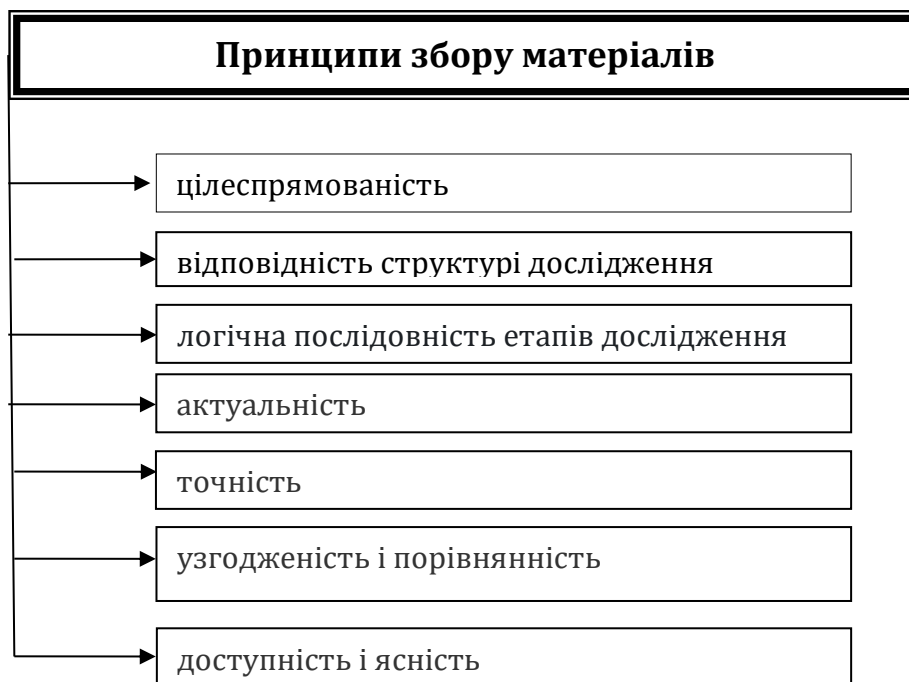 Принципи збору матеріалів
цілеспрямованість
відповідність структурі дослідження
логічна послідовність етапів дослідження
актуальність
точність
узгодженість і порівнянність
доступність і ясність